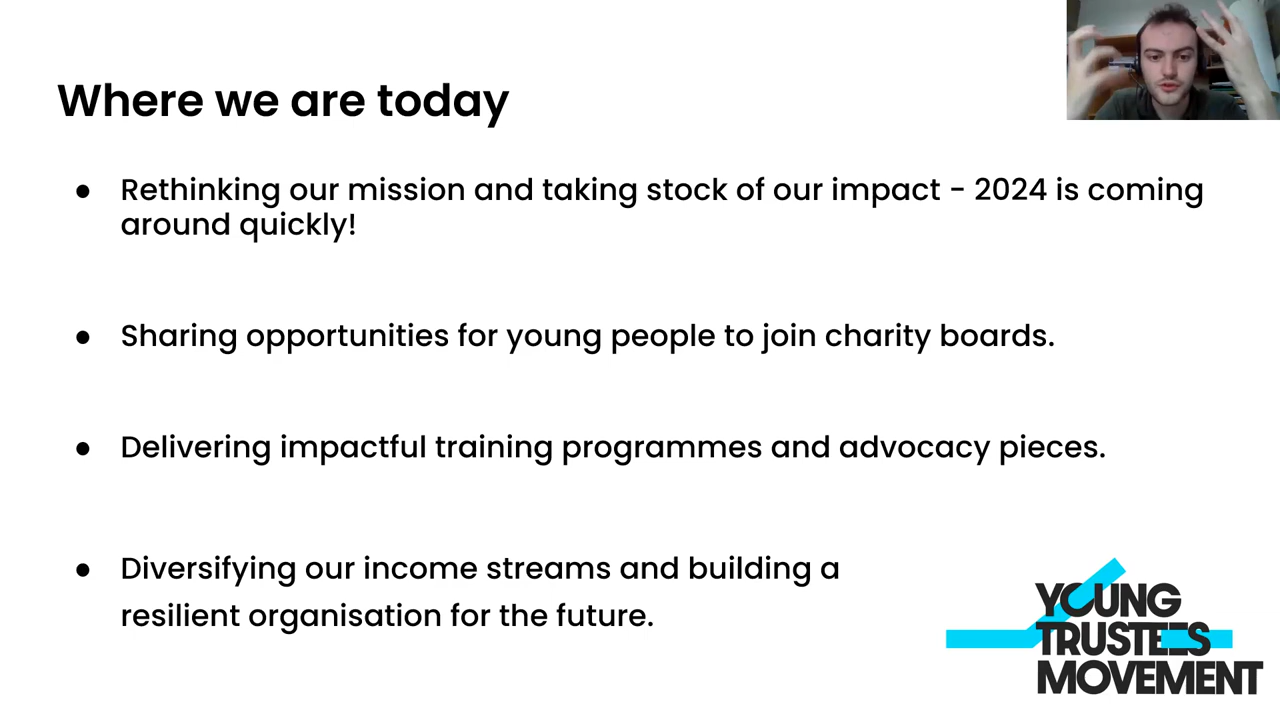 Where we are today
● Rethinking our mission and taking stock of our impact - 2024 is coming
around quickly!
● Sharing opportunities for young people to join charity boards.
● Delivering impactful training programmes and advocacy pieces.
● Diversifying our income streams and building a
resilient organisation for the future.
YOUNG
TRUSTEES
MOVEMENT